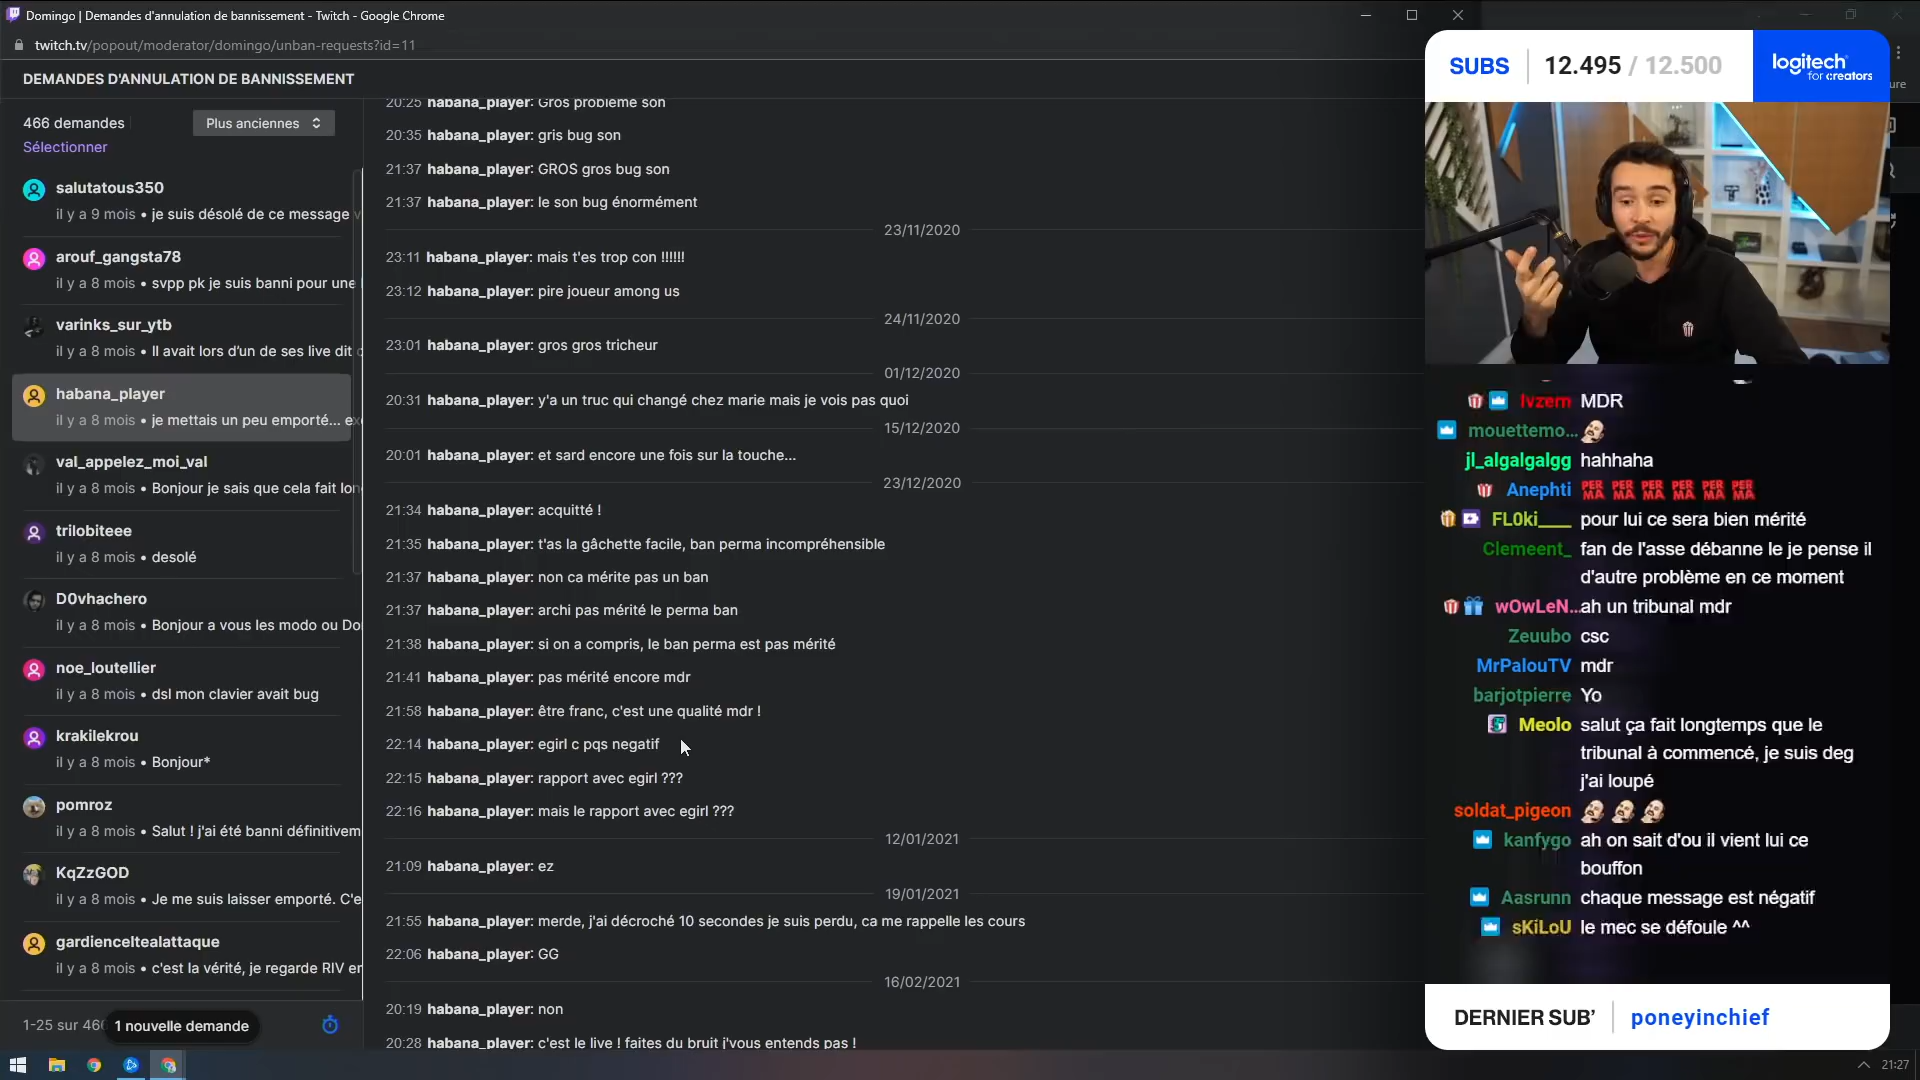 Domingo | Demandes d'annulation de bannissement - Twitch - Google Chrome
twitch.tv/popout/moderator/domingo/unban-requests?id=11
DEMANDES D'ANNULATION DE BANNISSEMENT
466 demandes
Plus anciennes
Sélectionner
salutatous350
il y a 9 mois • je suis désolé de ce message
arouf_gangsta78
il y a 8 mois • svpp pk je suis banni pour une
varinks_sur_ytb
il y a 8 mois • Il avait lors d'un de ses live dit
habana_player
il y a 8 mois • je mettais un peu emporté... ex
val_appelez_moi_val
il y a 8 mois • Bonjour je sais que cela fait lon
trilobiteee
il y a 8 mois • desolé
D0vhachero
il y a 8 mois • Bonjour a vous les modo ou Do
noe_loutellier
il y a 8 mois • dsl mon clavier avait bug
krakilekrou
il y a 8 mois • Bonjour*
pomroz
il y a 8 mois • Salut ! j'ai été banni définitivem
KqZzGOD
il y a 8 mois • Je me suis laisser emporté. C'e
gardienceltealattaque
il y a 8 mois • c'est la vérité, je regarde RIV er
1-25 sur 466
1 nouvelle demande
20:25 habana_player: Gros problème son
20:35 habana_player: gris bug son
21:37 habana_player: GROS gros bug son
21:37 habana_player: le son bug énormément
23/11/2020
23:11 habana_player: mais t'es trop con !!!!!!
23:12 habana_player: pire joueur among us
24/11/2020
23:01 habana_player: gros gros tricheur
01/12/2020
20:31 habana_player: y'a un truc qui changé chez marie mais je vois pas quoi
15/12/2020
20:01 habana_player: et sard encore une fois sur la touche...
23/12/2020
21:34 habana_player: acquitté !
21:35 habana_player: t'as la gâchette facile, ban perma incompréhensible
21:37 habana_player: non ca mérite pas un ban
21:37 habana_player: archi pas mérité le perma ban
21:38 habana_player: si on a compris, le ban perma est pas mérité
21:41 habana_player: pas mérité encore mdr
21:58 habana_player: être franc, c'est une qualité mdr !
22:14 habana_player: egirl c pqs negatif
22:15 habana_player: rapport avec egirl ???
22:16 habana_player: mais le rapport avec egirl ???
12/01/2021
21:09 habana_player: ez
19/01/2021
21:55 habana_player: merde, j'ai décroché 10 secondes je suis perdu, ca me rappelle les cours
22:06 habana_player: GG
16/02/2021
20:19 habana_player: non
20:28 habana_player: c'est le live ! faites du bruit j'vous entends pas !
SUBS 12.495 / 12.500
logitech
for creators
ure
Ivzem MDR
mouettemo...
jl_algalgalgg hahhaha
Anephti PERMA PERMA PERMA PERMA PERMA PERMA
FL0ki____ pour lui ce sera bien mérité
Clemeent_ fan de l'asse débanne le je pense il
d'autre problème en ce moment
wOwLeN... ah un tribunal mdr
Zeuubo csc
MrPalouTV mdr
barjotpierre Yo
Meolo salut ça fait longtemps que le
tribunal à commencé, je suis deg
j'ai loupé
soldat_pigeon
kanfygo ah on sait d'ou il vient lui ce
bouffon
Aasrunn chaque message est négatif
sKiLoU le mec se défoule ^^
DERNIER SUB' poneyinchief
21:27